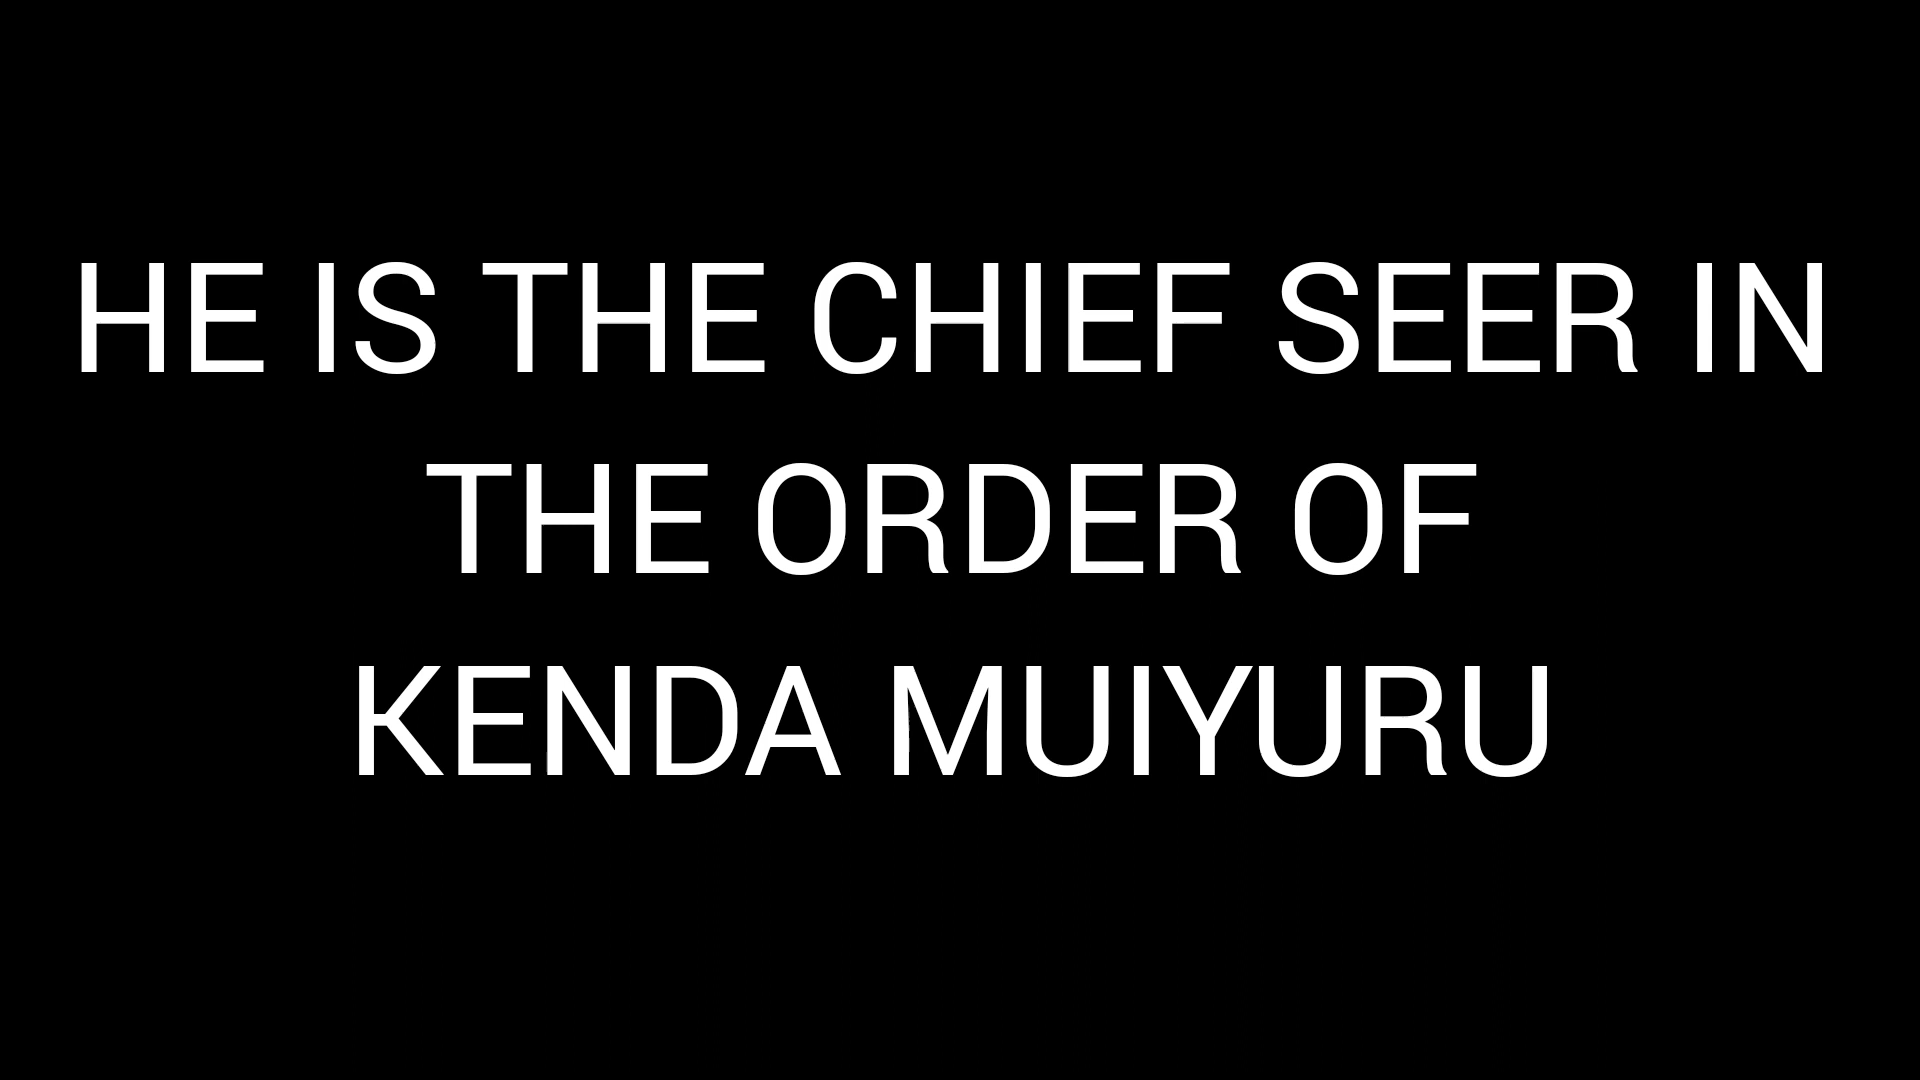 HE IS THE CHIEF SEER IN
THE ORDER OF
KENDA MUIYURU